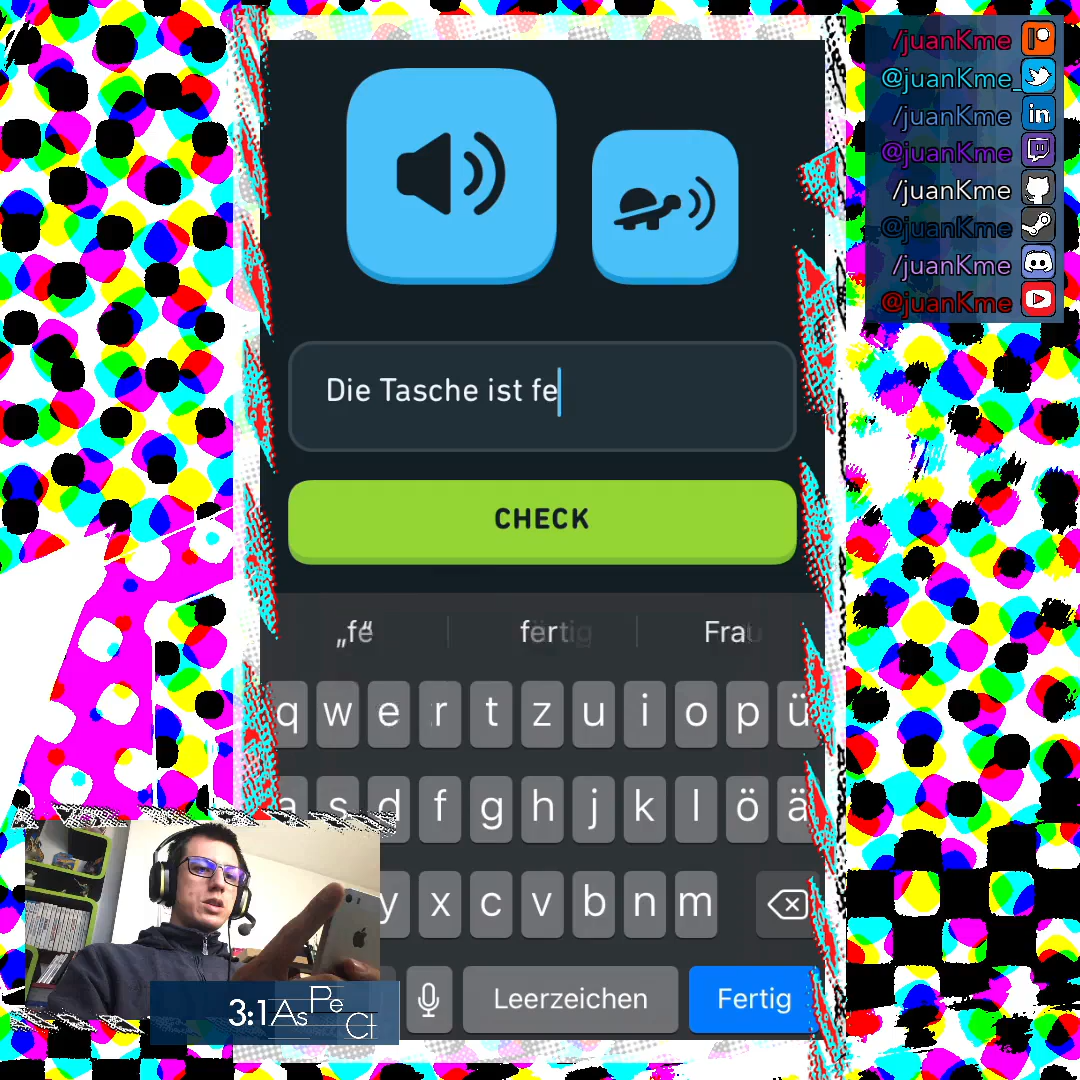 /juanKme
@juanKme_
/juanKme
@juanKme
/juanKme
@juanKme
/juanKme
@juanKme
Die Tasche ist fe
CHECK
„fe“ fertig Frau
q w e r t z u i o p ü
a s d f g h j k l ö ä
y x c v b n m
Leerzeichen Fertig
3:1 AsPeCt